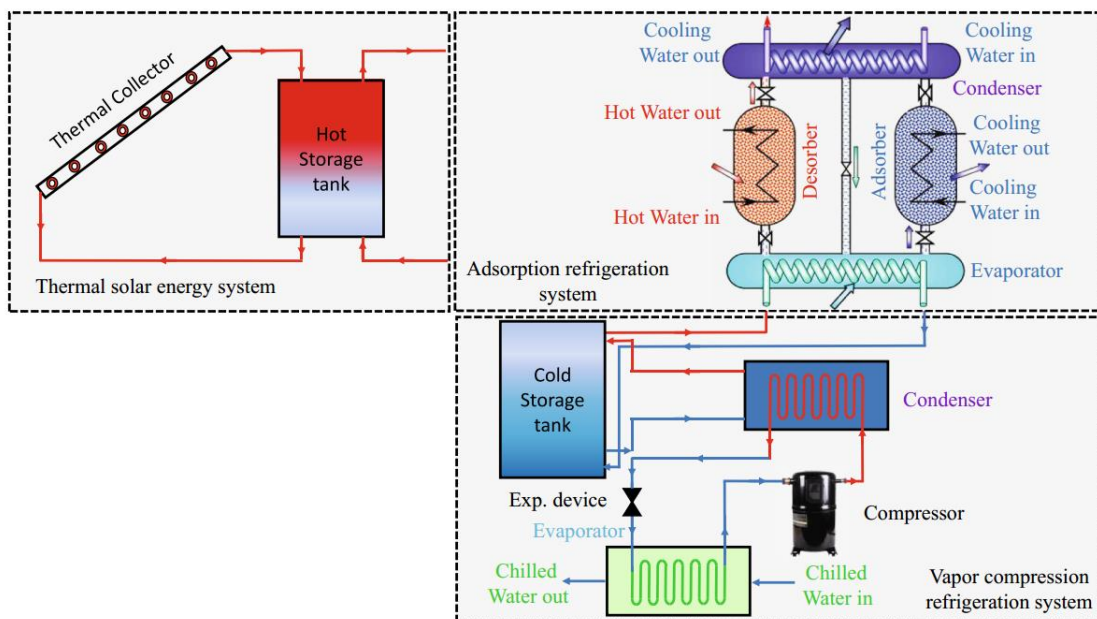 Thermal Collector
Hot
Storage
tank
Thermal solar energy system
Cooling
Water out
Cooling
Water in
Condenser
Hot Water out
Desorber
Adsorber
Cooling
Water out
Hot Water in
Cooling
Water in
Evaporator
Adsorption refrigeration
system
Cold
Storage
tank
Condenser
Exp. device
Compressor
Evaporator
Chilled
Water out
Chilled
Water in
Vapor compression
refrigeration system